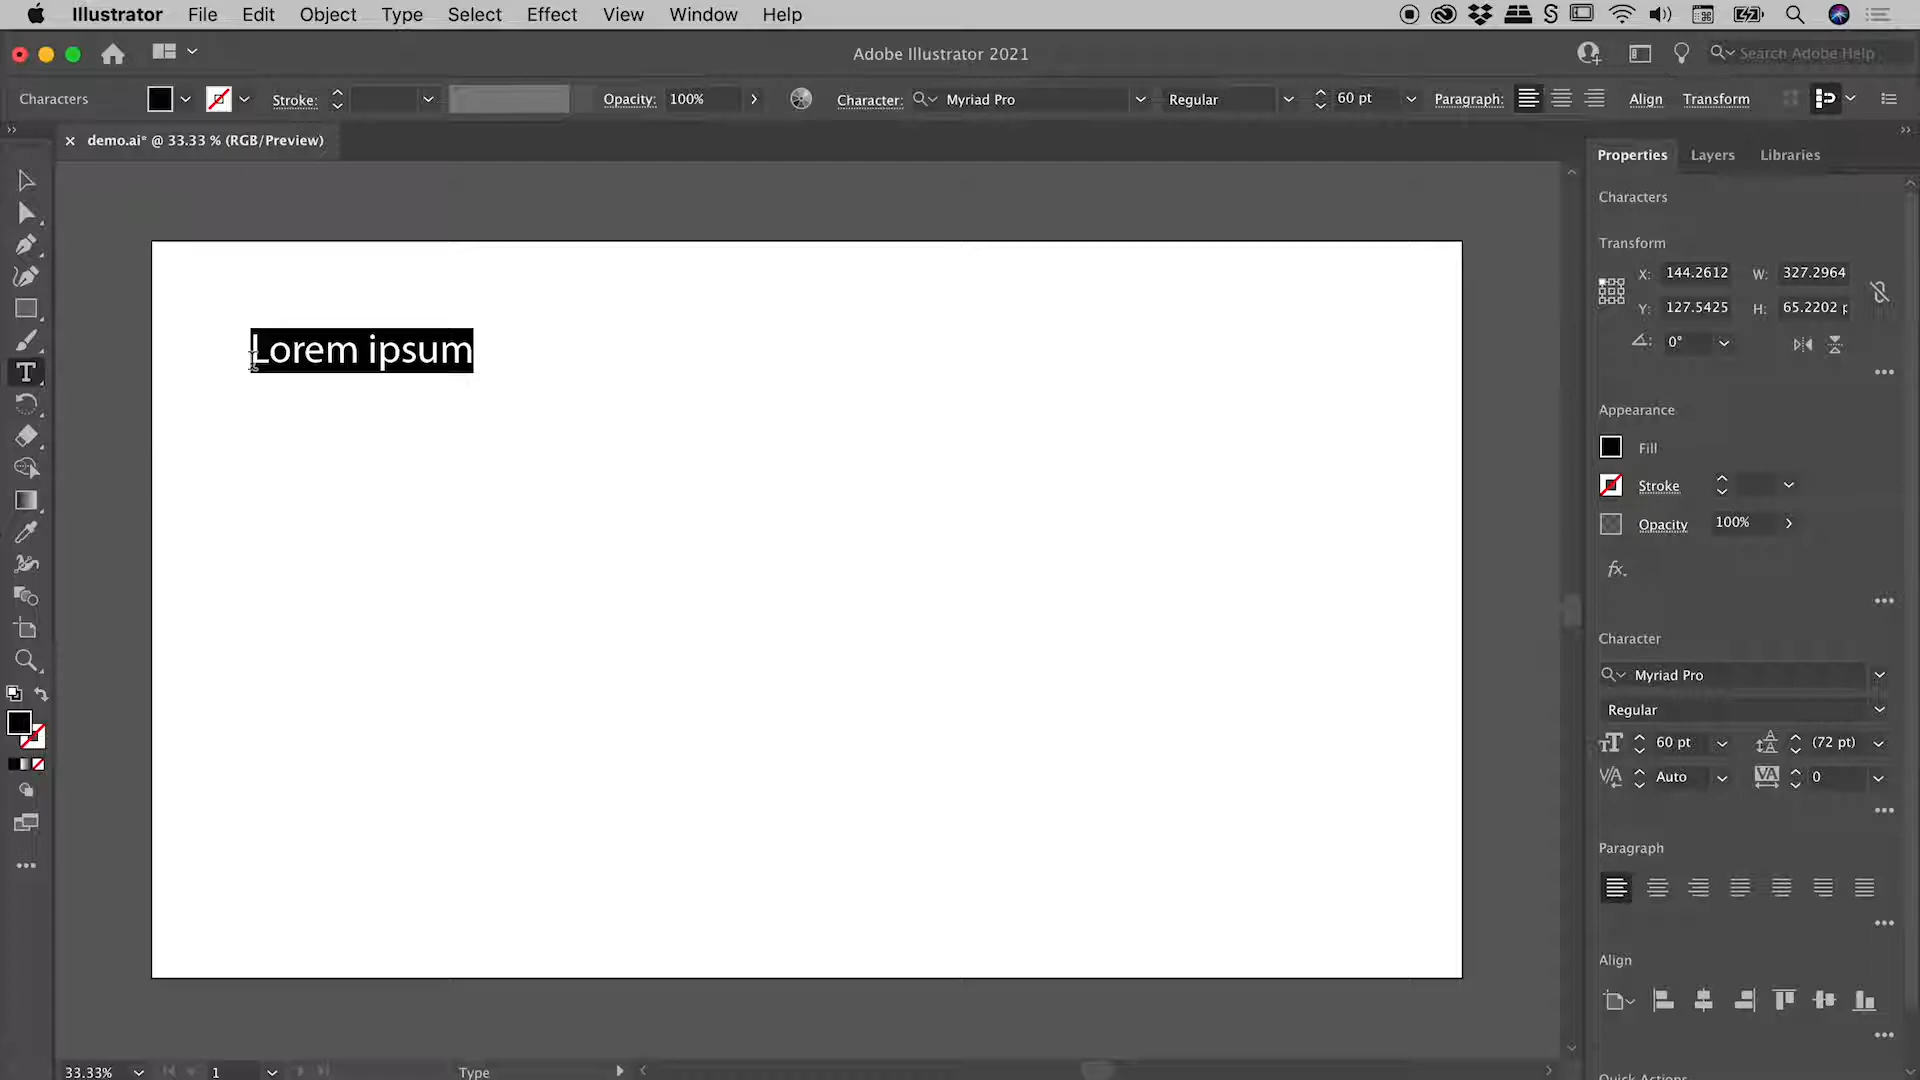 Illustrator File Edit Object Type Select Effect View Window Help
Adobe Illustrator 2021
Search Adobe Help
Characters Stroke: Opacity: 100% Character: Myriad Pro Regular 60 pt Paragraph: Align Transform
demo.ai* @ 33.33 % (RGB/Preview)
Properties Layers Libraries
Characters
Transform
X: 144.2612 W: 327.2964
Y: 127.5425 H: 65.2202 p
0°
Lorem ipsum
Appearance
Fill
Stroke
Opacity 100%
fx.
Character
Myriad Pro
Regular
60 pt (72 pt)
Auto 0
Paragraph
Align
Quick Actions
33.33% 1 Type